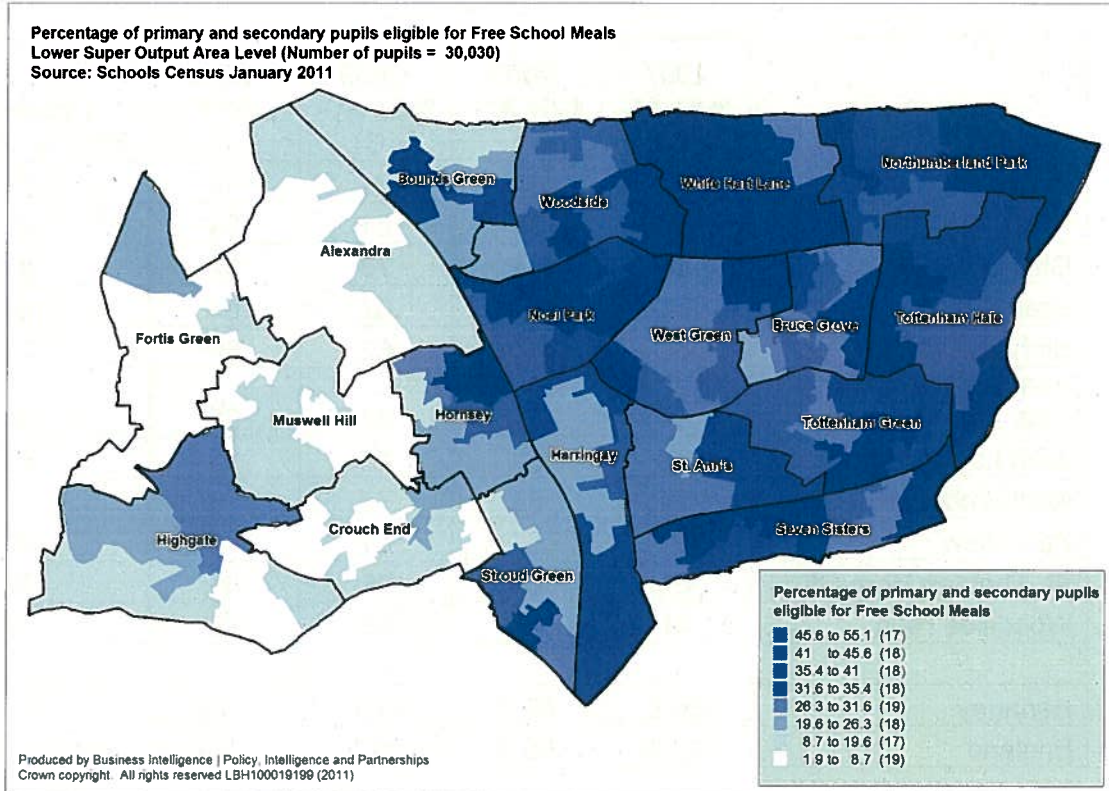 Percentage of primary and secondary pupils eligible for Free School Meals
Lower Super Output Area Level (Number of pupils = 30,030)
Source: Schools Census January 2011
Bounds Green
Woodside
White Hart Lane
Northumberland Park
Alexandra
Noel Park
West Green
Bruce Grove
Tottenham Hale
Fortis Green
Muswell Hill
Hornsey
Harringay
St. Ann's
Tottenham Green
Highgate
Crouch End
Stroud Green
Seven Sisters
Percentage of primary and secondary pupils
eligible for Free School Meals
45.6 to 55.1 (17)
41 to 45.6 (18)
35.4 to 41 (18)
31.6 to 35.4 (18)
26.3 to 31.6 (19)
19.6 to 26.3 (18)
8.7 to 19.6 (17)
1.9 to 8.7 (19)
Produced by Business Intelligence | Policy, Intelligence and Partnerships
Crown copyright. All rights reserved LBH100019199 (2011)